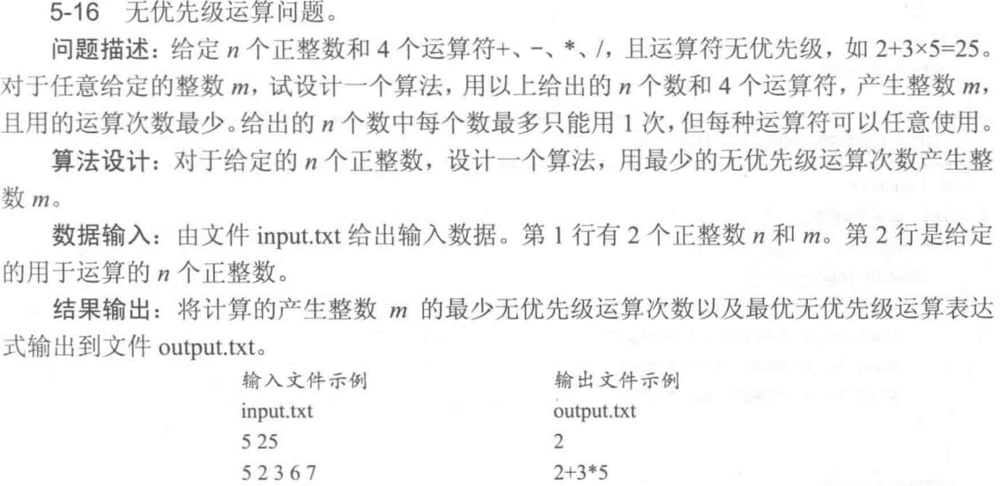 5-16 无优先级运算问题。
问题描述：给定 n 个正整数和 4 个运算符+、−、*、/，且运算符无优先级，如 2+3×5=25。
对于任意给定的整数 m，试设计一个算法，用以上给出的 n 个数和 4 个运算符，产生整数 m，
且用的运算次数最少。给出的 n 个数中每个数最多只能用 1 次，但每种运算符可以任意使用。
算法设计：对于给定的 n 个正整数，设计一个算法，用最少的无优先级运算次数产生整
数 m。
数据输入：由文件 input.txt 给出输入数据。第 1 行有 2 个正整数 n 和 m。第 2 行是给定
的用于运算的 n 个正整数。
结果输出：将计算的产生整数 m 的最少无优先级运算次数以及最优无优先级运算表达
式输出到文件 output.txt。
输入文件示例 输出文件示例
input.txt output.txt
5 25 2
5 2 3 6 7 2+3*5